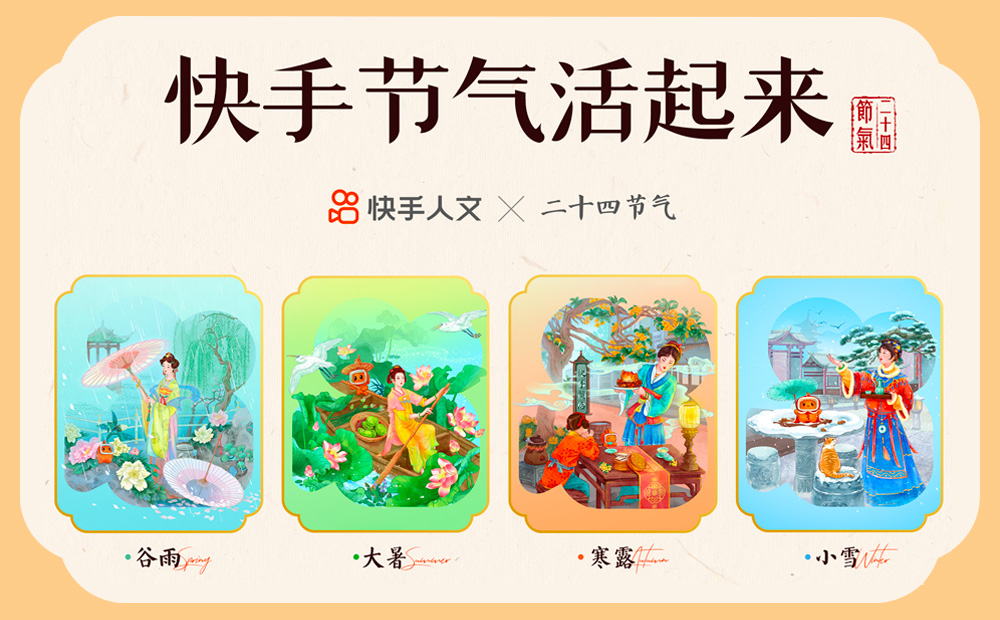 快手节气活起来
二十四
節氣
快手人文 × 二十四节气
谷雨 Spring
大暑 Summer
寒露 Autumn
小雪 Winter